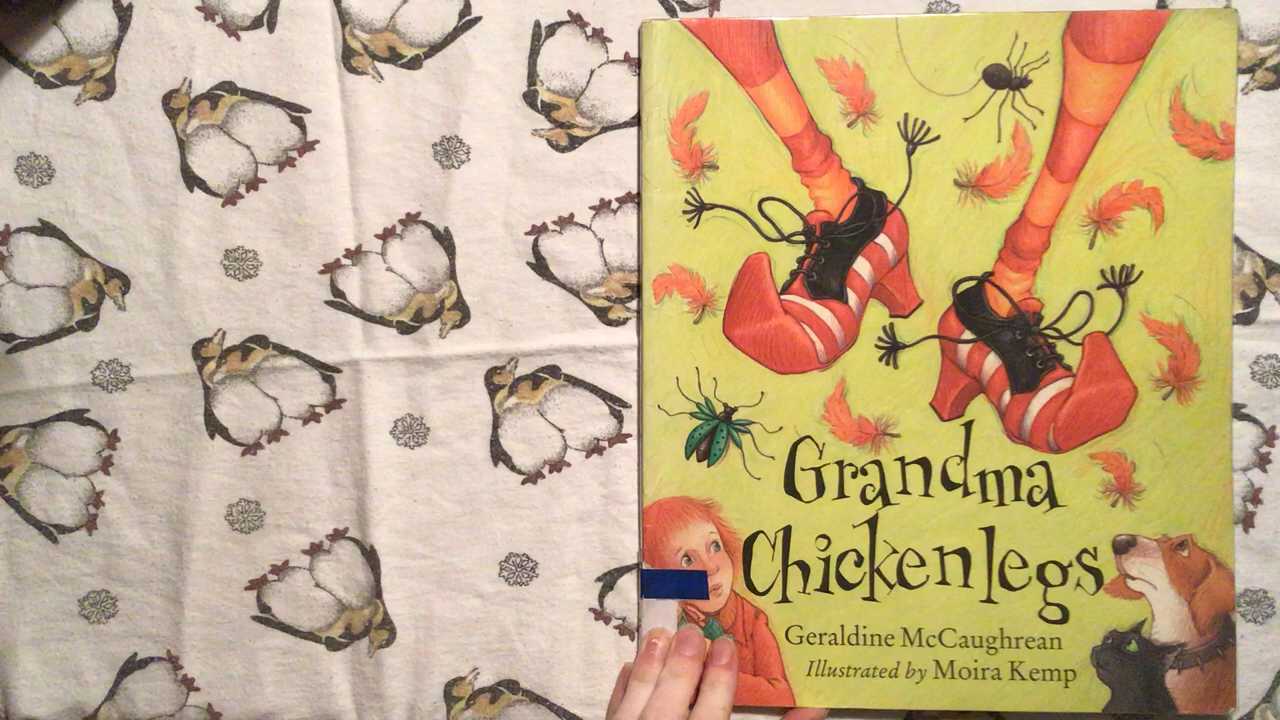 Grandma
Chickenlegs
Geraldine McCaughrean
Illustrated by Moira Kemp